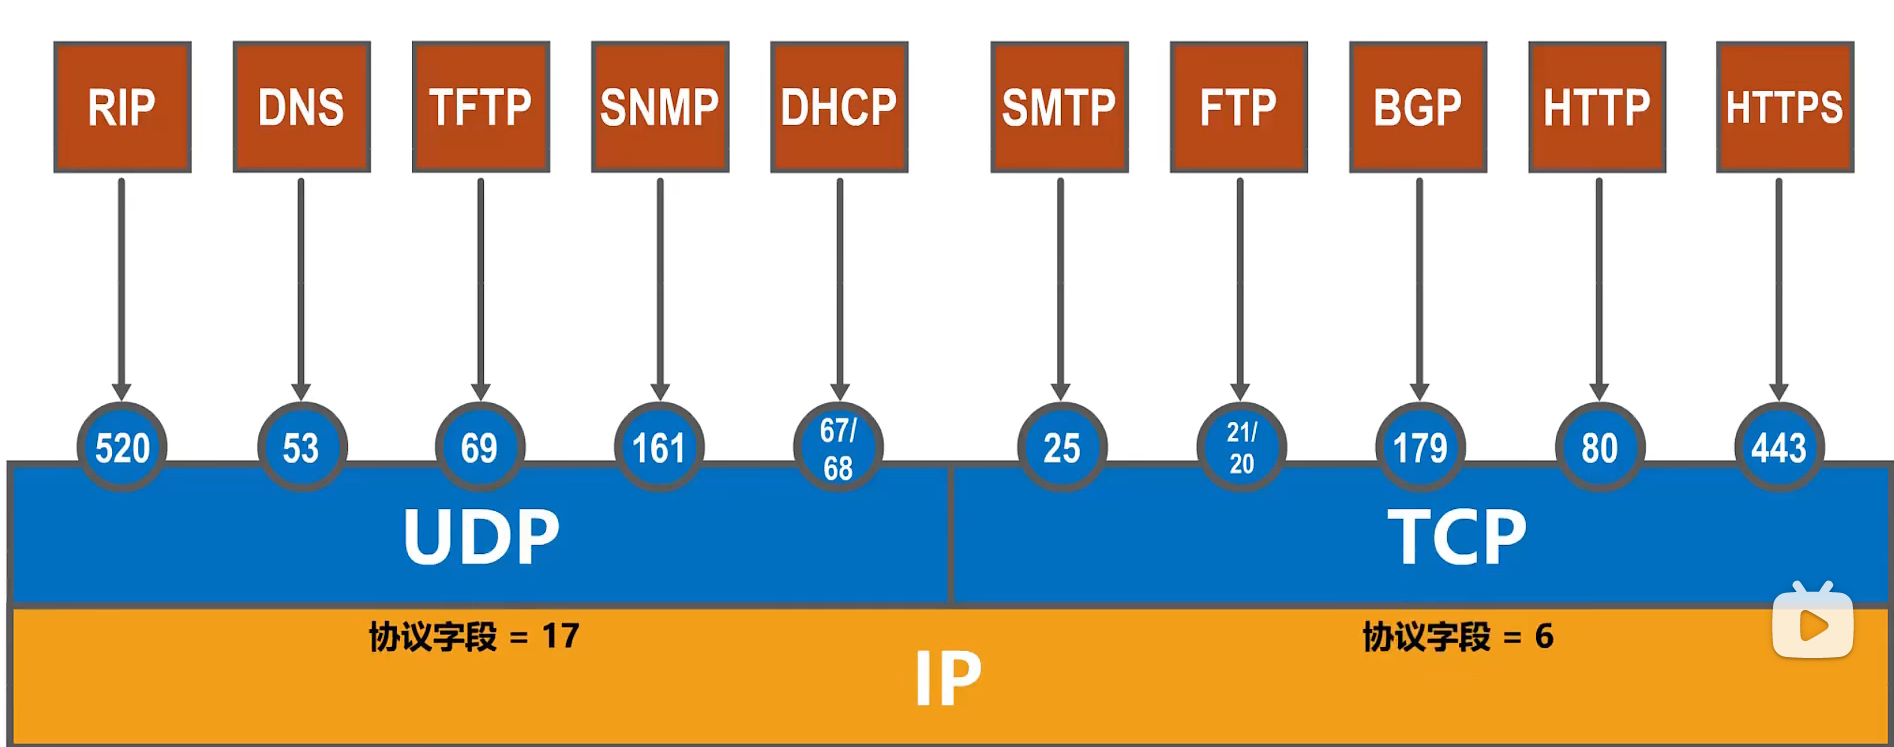 RIP
DNS
TFTP
SNMP
DHCP
SMTP
FTP
BGP
HTTP
HTTPS
520
53
69
161
67/
68
25
21/
20
179
80
443
UDP
TCP
协议字段 = 17
协议字段 = 6
IP